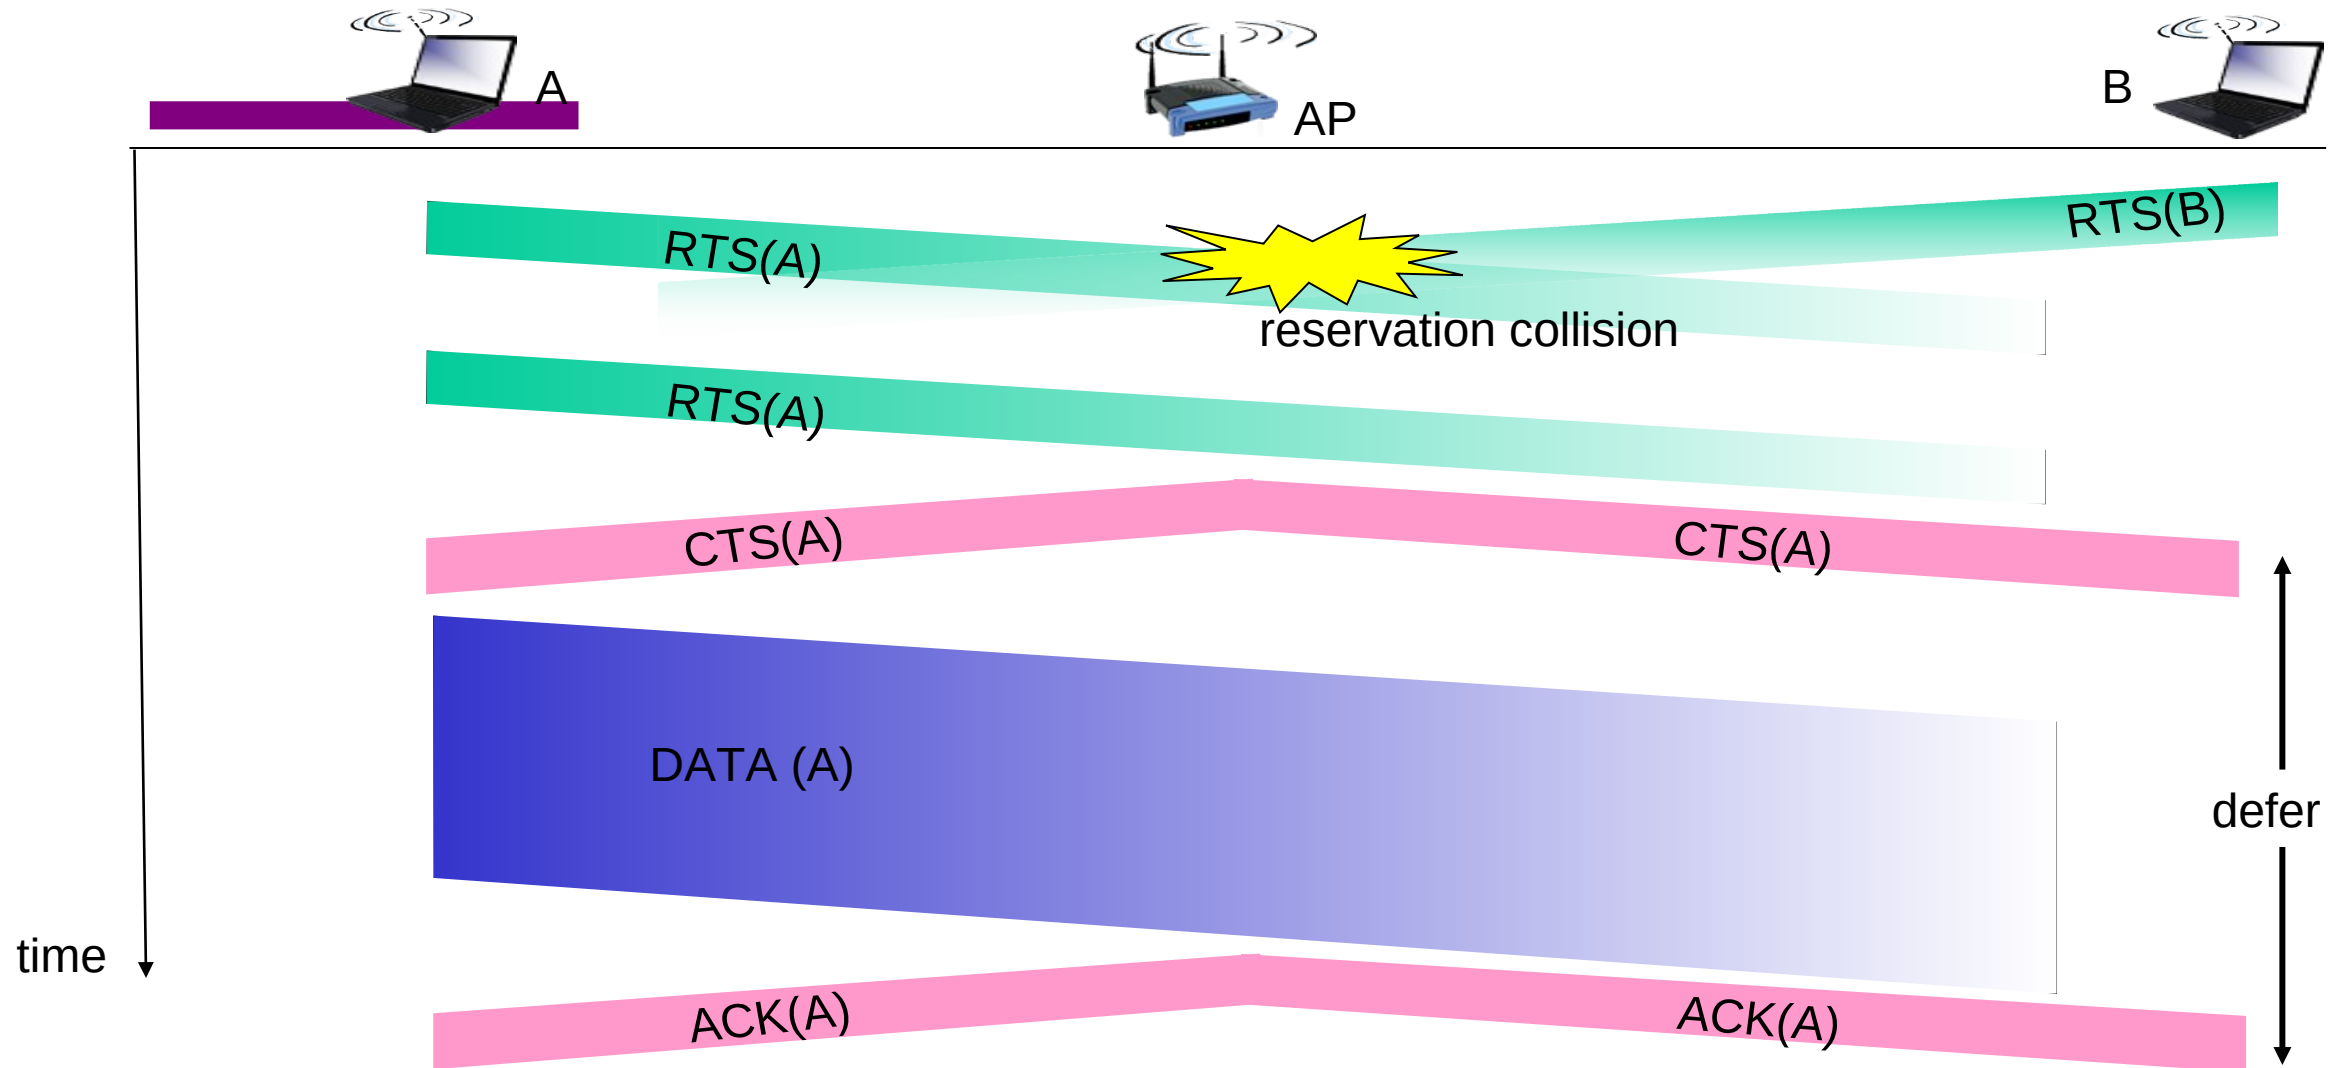 A
AP
B
RTS(A)
RTS(B)
reservation collision
RTS(A)
CTS(A)
CTS(A)
DATA (A)
defer
time
ACK(A)
ACK(A)